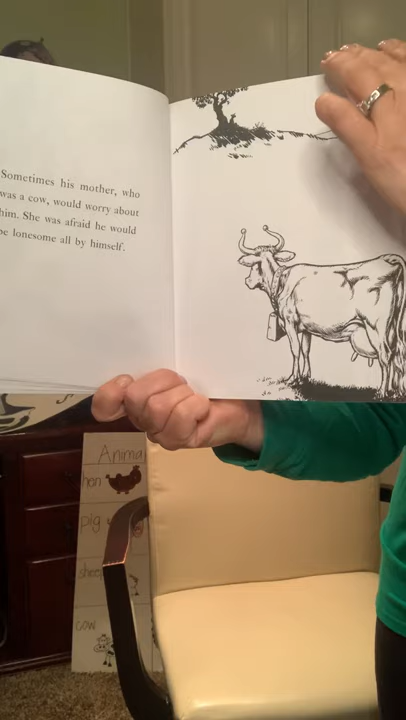 Sometimes his mother, who
was a cow, would worry about
him. She was afraid he would
be lonesome all by himself.
Anima
hen
pig
sheep
cow